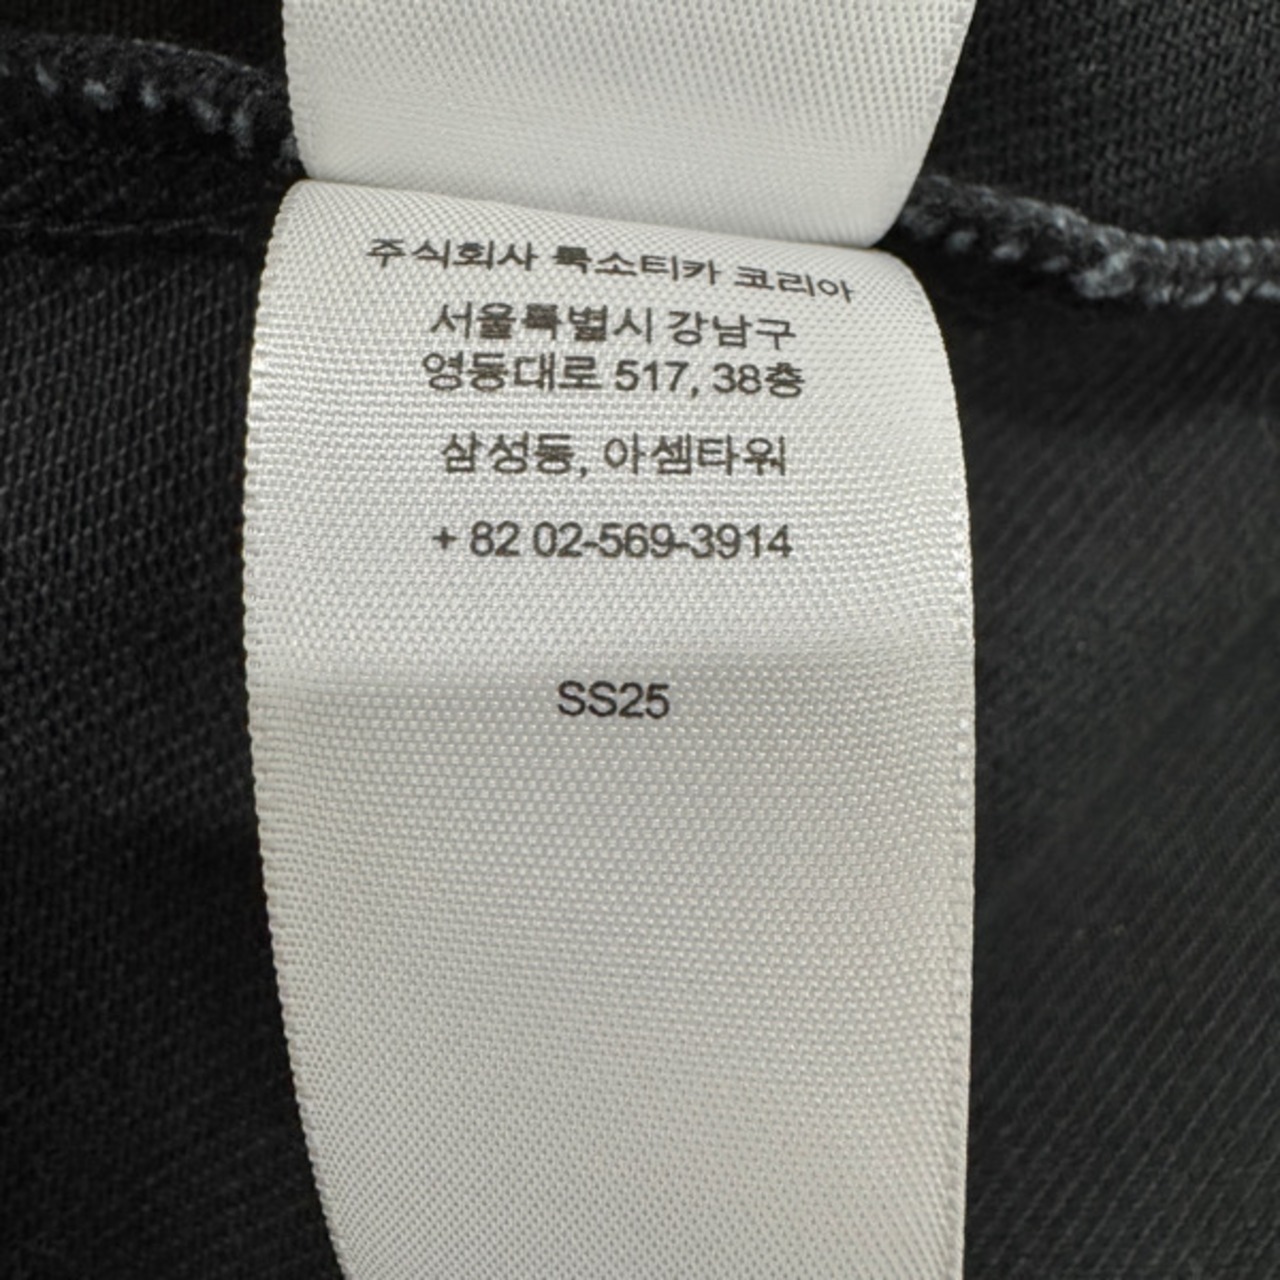 주식회사 룩소티카 코리아
서울특별시 강남구
영동대로 517, 38층
삼성동, 아셈타워
+ 82 02-569-3914
SS25